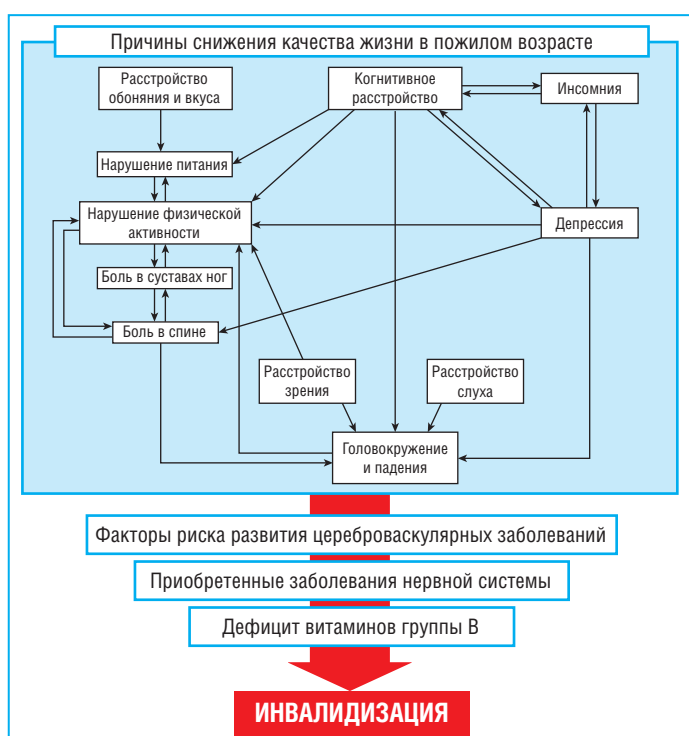 Причины снижения качества жизни в пожилом возрасте
Расстройство
обоняния и вкуса
Когнитивное
расстройство
Инсомния
Нарушение питания
Нарушение физической
активности
Депрессия
Боль в суставах ног
Боль в спине
Расстройство
зрения
Расстройство
слуха
Головокружение
и падения
Факторы риска развития цереброваскулярных заболеваний
Приобретенные заболевания нервной системы
Дефицит витаминов группы В
ИНВАЛИДИЗАЦИЯ